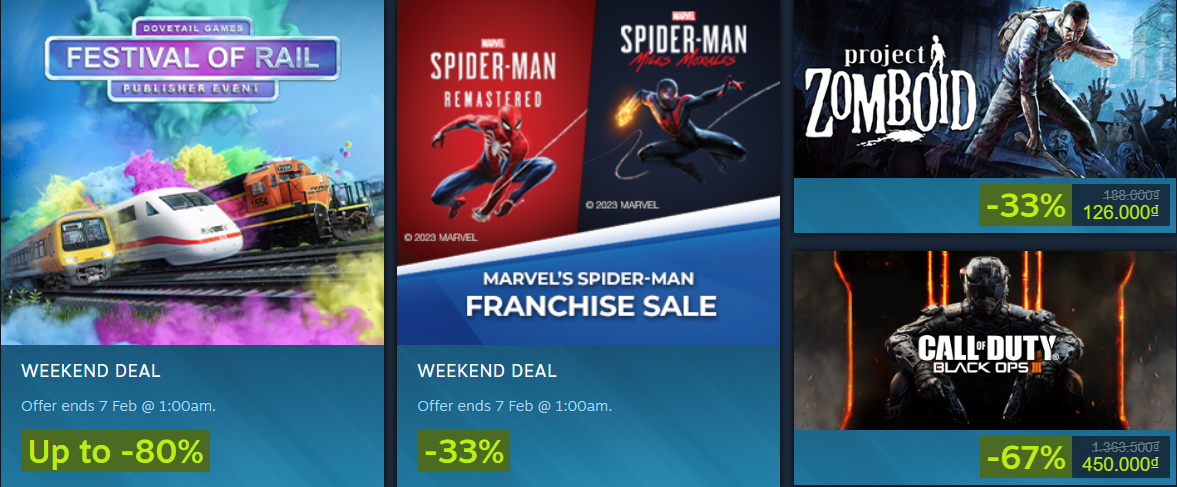 DOVETAIL GAMES
FESTIVAL OF RAIL
PUBLISHER EVENT
WEEKEND DEAL
Offer ends 7 Feb @ 1:00am.
Up to -80%
MARVEL
SPIDER-MAN
REMASTERED
© 2023 MARVEL
MARVEL
SPIDER-MAN
MILES MORALES
© 2023 MARVEL
MARVEL'S SPIDER-MAN
FRANCHISE SALE
WEEKEND DEAL
Offer ends 7 Feb @ 1:00am.
-33%
project
ZOMBOID
-33%
188.000₫
126.000₫
CALL OF DUTY®
BLACK OPS III
-67%
1.363.500₫
450.000₫